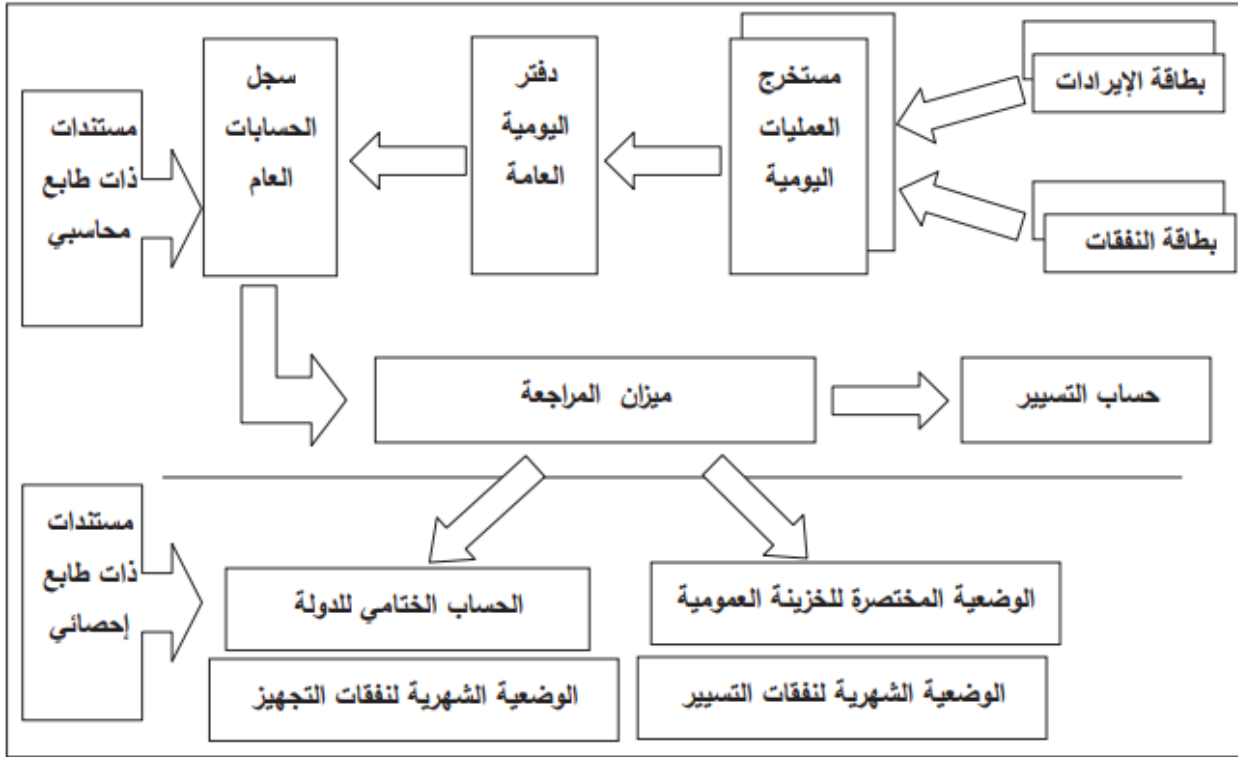 بطاقة الإيرادات
بطاقة النفقات
مستخرج
العمليات
اليومية
دفتر
اليومية
العامة
سجل
الحسابات
العام
مستندات
ذات طابع
محاسبي
ميزان المراجعة
حساب التسيير
مستندات
ذات طابع
إحصائي
الوضعية المختصرة للخزينة العمومية
الحساب الختامي للدولة
الوضعية الشهرية لنفقات التسيير
الوضعية الشهرية لنفقات التجهيز